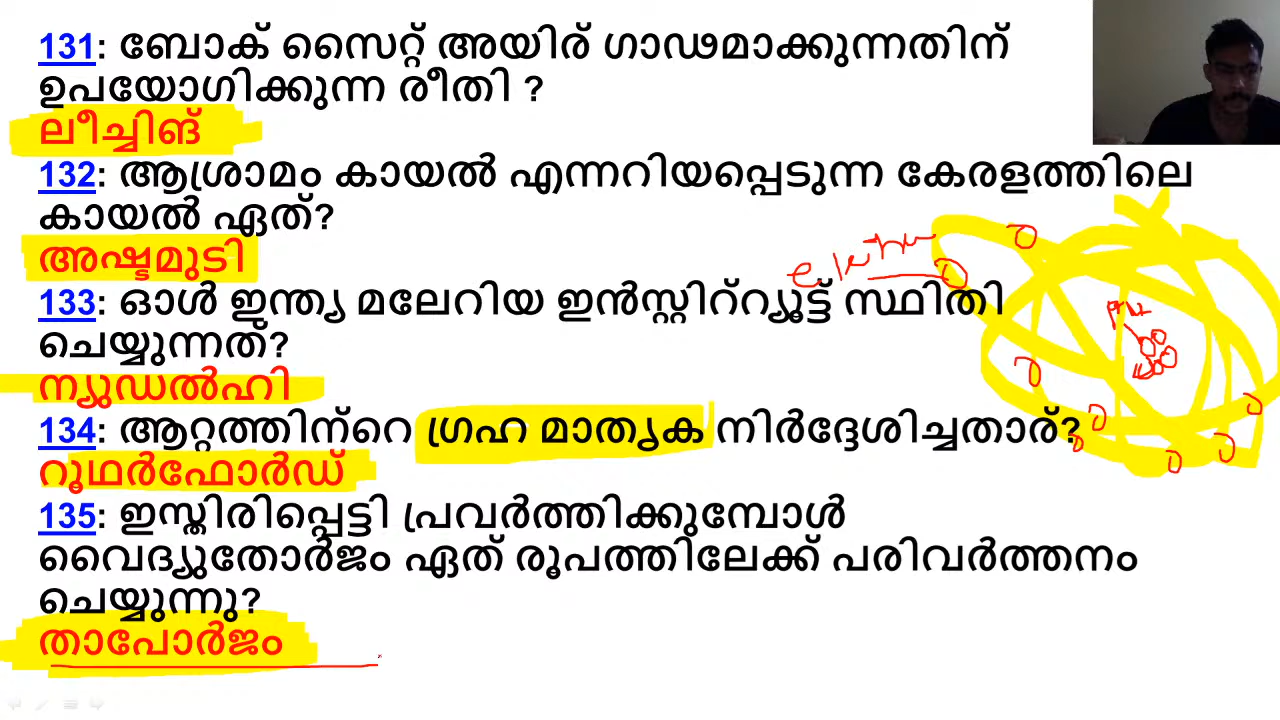 131: ബോക് സൈറ്റ് അയിര് ഗാഢമാക്കുന്നതിന്
ഉപയോഗിക്കുന്ന രീതി ?
ലീച്ചിങ്
132: ആശ്രാമം കായൽ എന്നറിയപ്പെടുന്ന കേരളത്തിലെ
കായൽ ഏത്?
അഷ്ടമുടി
133: ഓൾ ഇന്ത്യ മലേറിയ ഇൻസ്റ്റിറ്റ്യൂട്ട് സ്ഥിതി
ചെയ്യുന്നത്?
ന്യുഡൽഹി
134: ആറ്റത്തിന്റെ ഗ്രഹ മാതൃക നിർദ്ദേശിച്ചതാര്?
റൂഥർഫോർഡ്
135: ഇസ്തിരിപ്പെട്ടി പ്രവർത്തിക്കുമ്പോൾ
വൈദ്യുതോർജം ഏത് രൂപത്തിലേക്ക് പരിവർത്തനം
ചെയ്യുന്നു?
താപോർജം